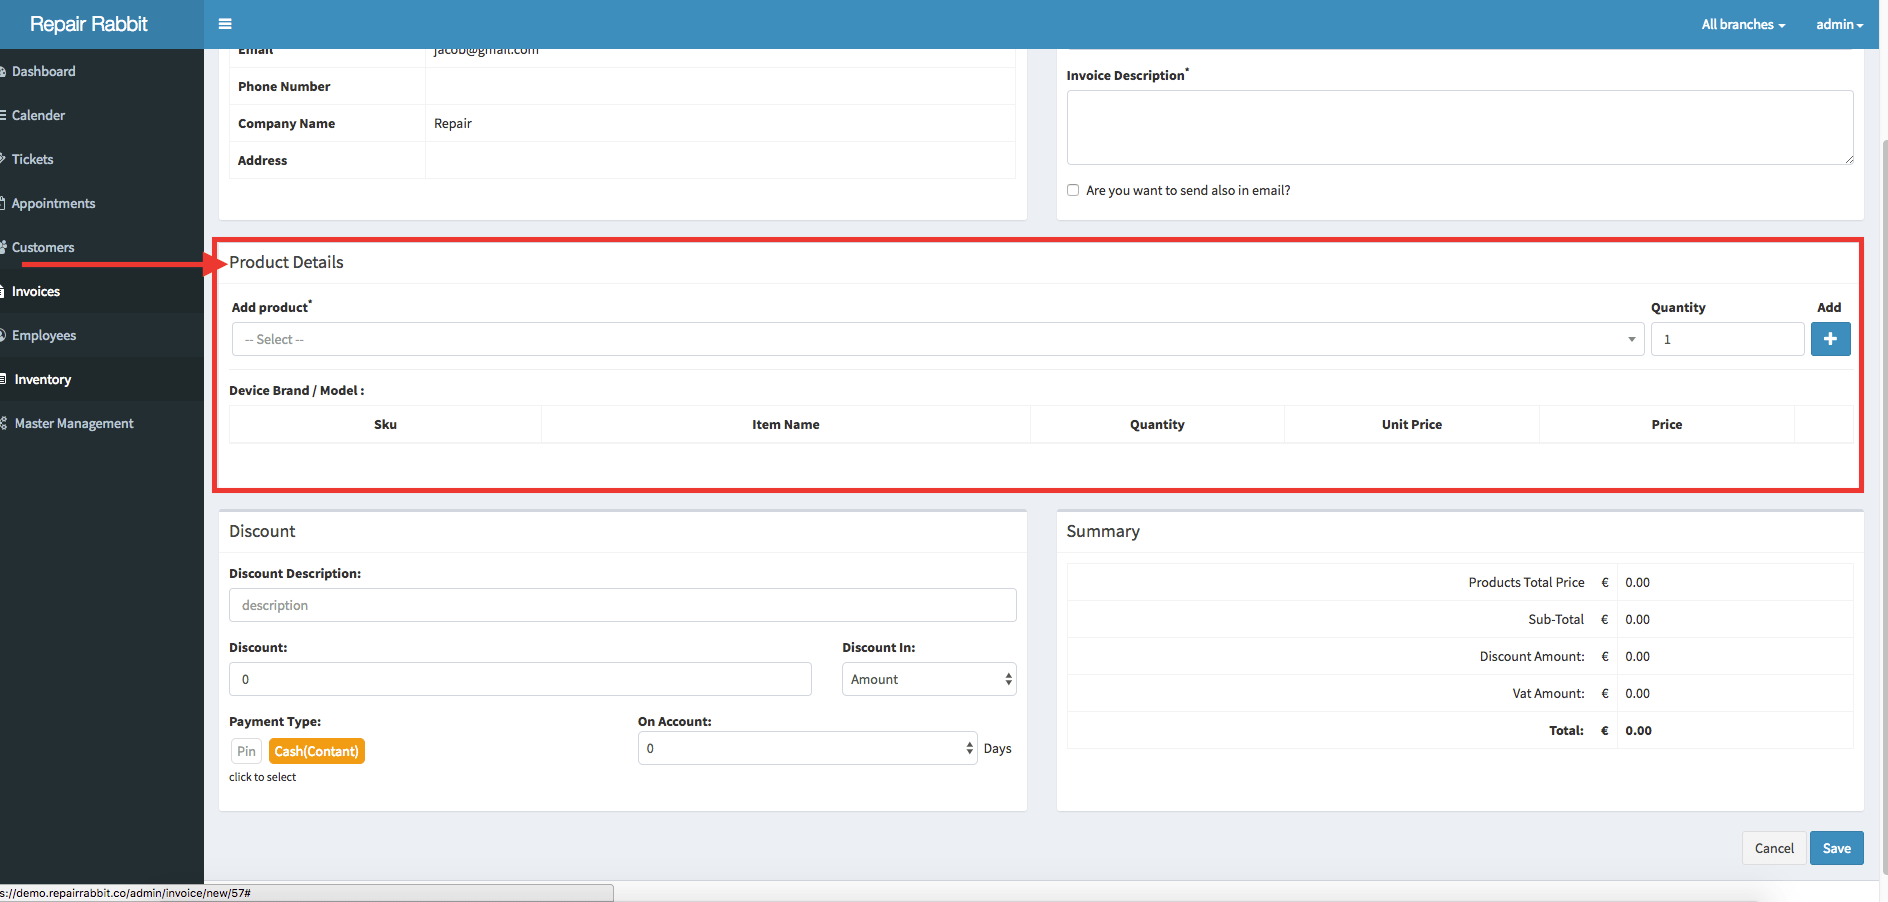 Repair Rabbit
All branches
admin
Dashboard
Calender
Tickets
Appointments
Customers
Invoices
Employees
Inventory
Master Management
Email jacob@gmail.com
Phone Number
Company Name Repair
Address
Invoice Description*
Are you want to send also in email?
Product Details
Add product* Quantity Add
-- Select -- 1 +
Device Brand / Model :
Sku Item Name Quantity Unit Price Price
Discount
Discount Description:
description
Discount: Discount In:
0 Amount
Payment Type: On Account:
Pin Cash(Contant) 0 Days
click to select
Summary
Products Total Price € 0.00
Sub-Total € 0.00
Discount Amount: € 0.00
Vat Amount: € 0.00
Total: € 0.00
Cancel Save
s://demo.repairrabbit.co/admin/invoice/new/57#